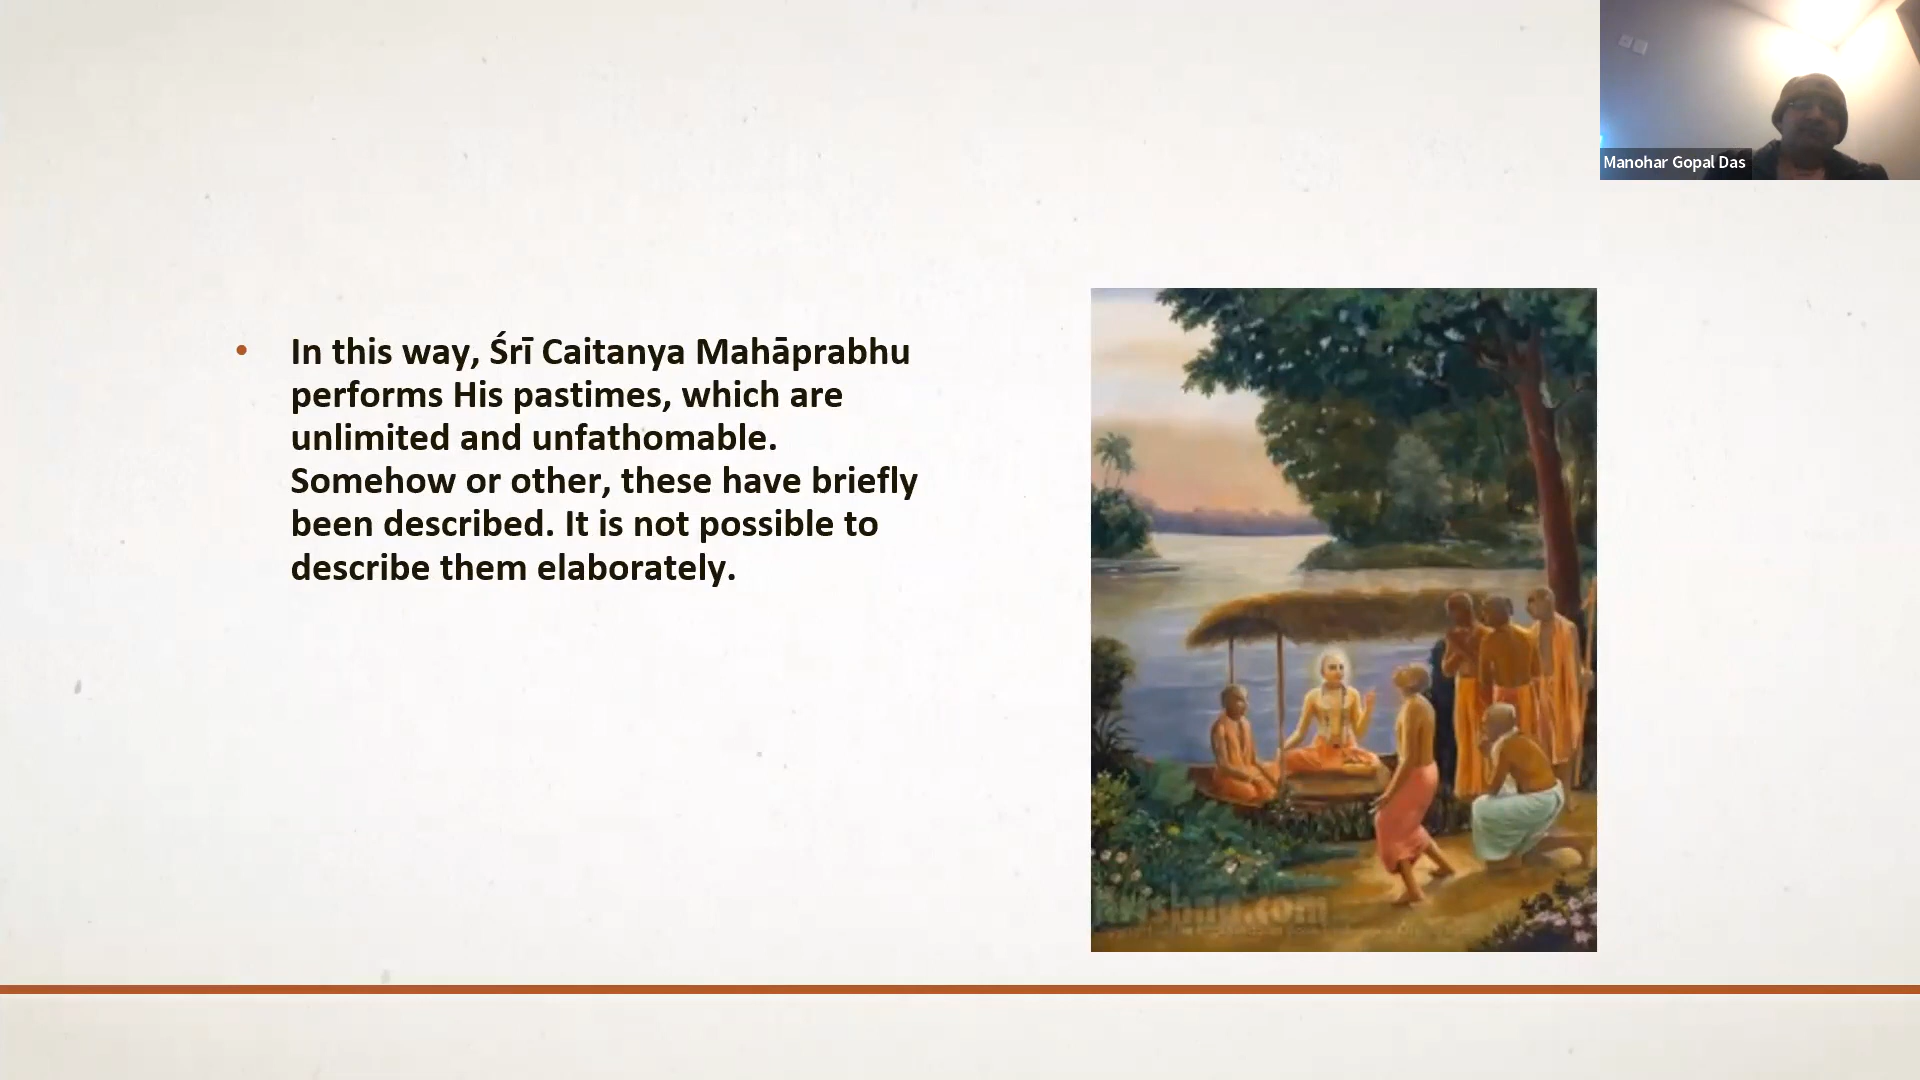 Manohar Gopal Das
• In this way, Śrī Caitanya Mahāprabhu
performs His pastimes, which are
unlimited and unfathomable.
Somehow or other, these have briefly
been described. It is not possible to
describe them elaborately.